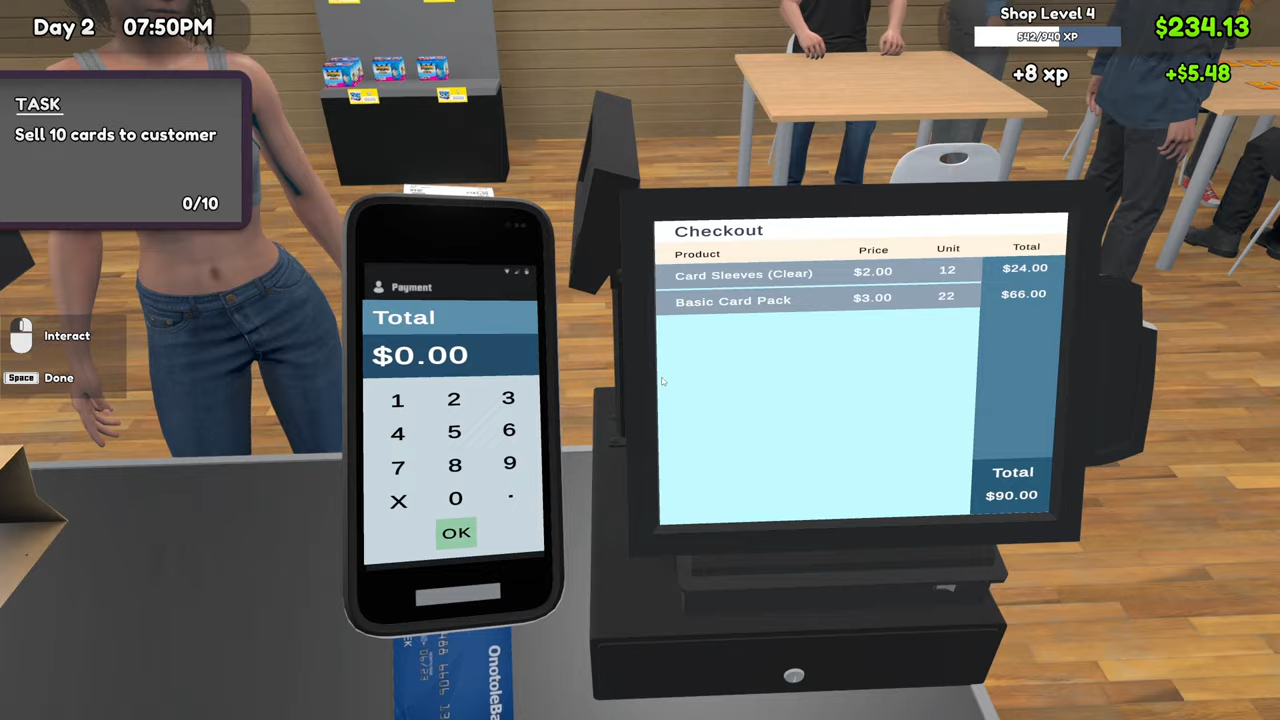 Day 2 07:50PM
Shop Level 4
542/940 XP
$234.13
+8 xp
+$5.48
TASK
Sell 10 cards to customer
0/10
Interact
Space Done
Payment
Total
$0.00
1 2 3
4 5 6
7 8 9
X 0 .
OK
Checkout
Product Price Unit Total
Card Sleeves (Clear) $2.00 12 $24.00
Basic Card Pack $3.00 22 $66.00
Total
$90.00
OnotoleBa